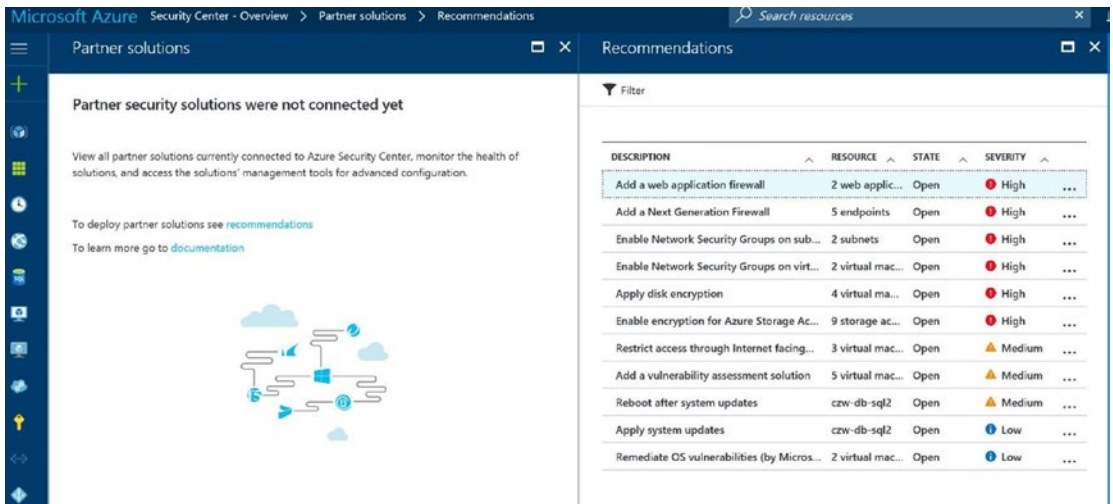 Microsoft Azure Security Center - Overview > Partner solutions > Recommendations
Search resources
Partner solutions
Partner security solutions were not connected yet
View all partner solutions currently connected to Azure Security Center, monitor the health of
solutions, and access the solutions' management tools for advanced configuration.
To deploy partner solutions see recommendations
To learn more go to documentation
Recommendations
Filter
DESCRIPTION RESOURCE STATE SEVERITY
Add a web application firewall 2 web applic... Open High ...
Add a Next Generation Firewall 5 endpoints Open High ...
Enable Network Security Groups on sub... 2 subnets Open High ...
Enable Network Security Groups on virt... 2 virtual mac... Open High ...
Apply disk encryption 4 virtual ma... Open High ...
Enable encryption for Azure Storage Ac... 9 storage ac... Open High ...
Restrict access through Internet facing... 3 virtual mac... Open Medium ...
Add a vulnerability assessment solution 5 virtual mac... Open Medium ...
Reboot after system updates czw-db-sql2 Open Medium ...
Apply system updates czw-db-sql2 Open Low ...
Remediate OS vulnerabilities (by Micros... 2 virtual mac... Open Low ...
SQL